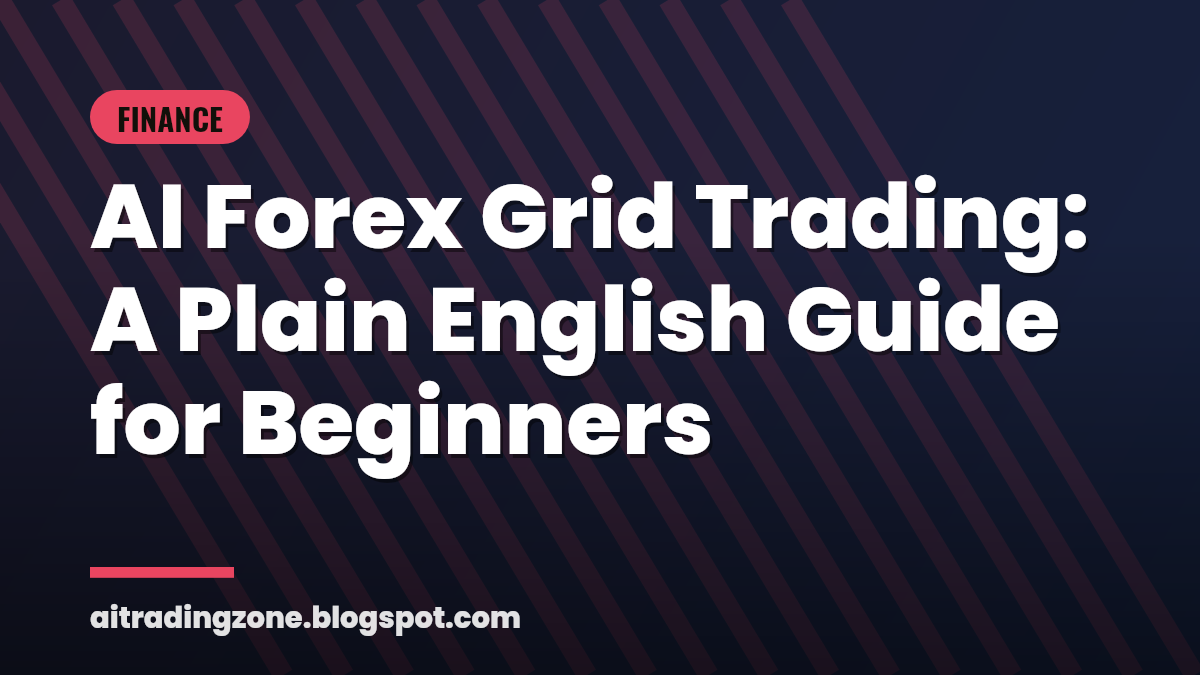 FINANCE
AI Forex Grid Trading:
A Plain English Guide
for Beginners
aitradingzone.blogspot.com